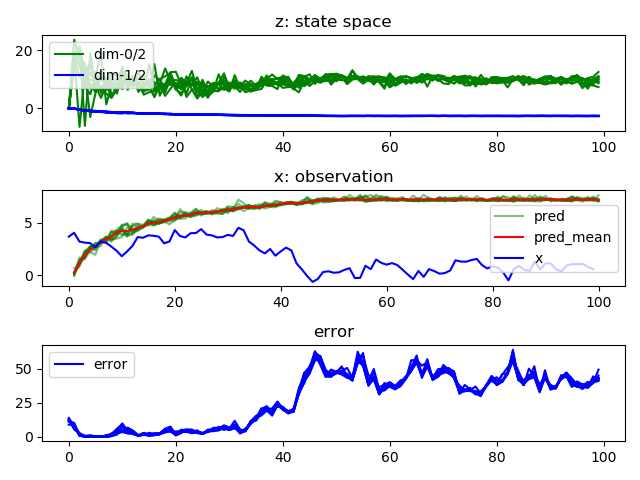 z: state space
20
0
dim-0/2
dim-1/2
0 20 40 60 80 100
x: observation
5
0
pred
pred_mean
x
0 20 40 60 80 100
error
50
25
0
error
0 20 40 60 80 100